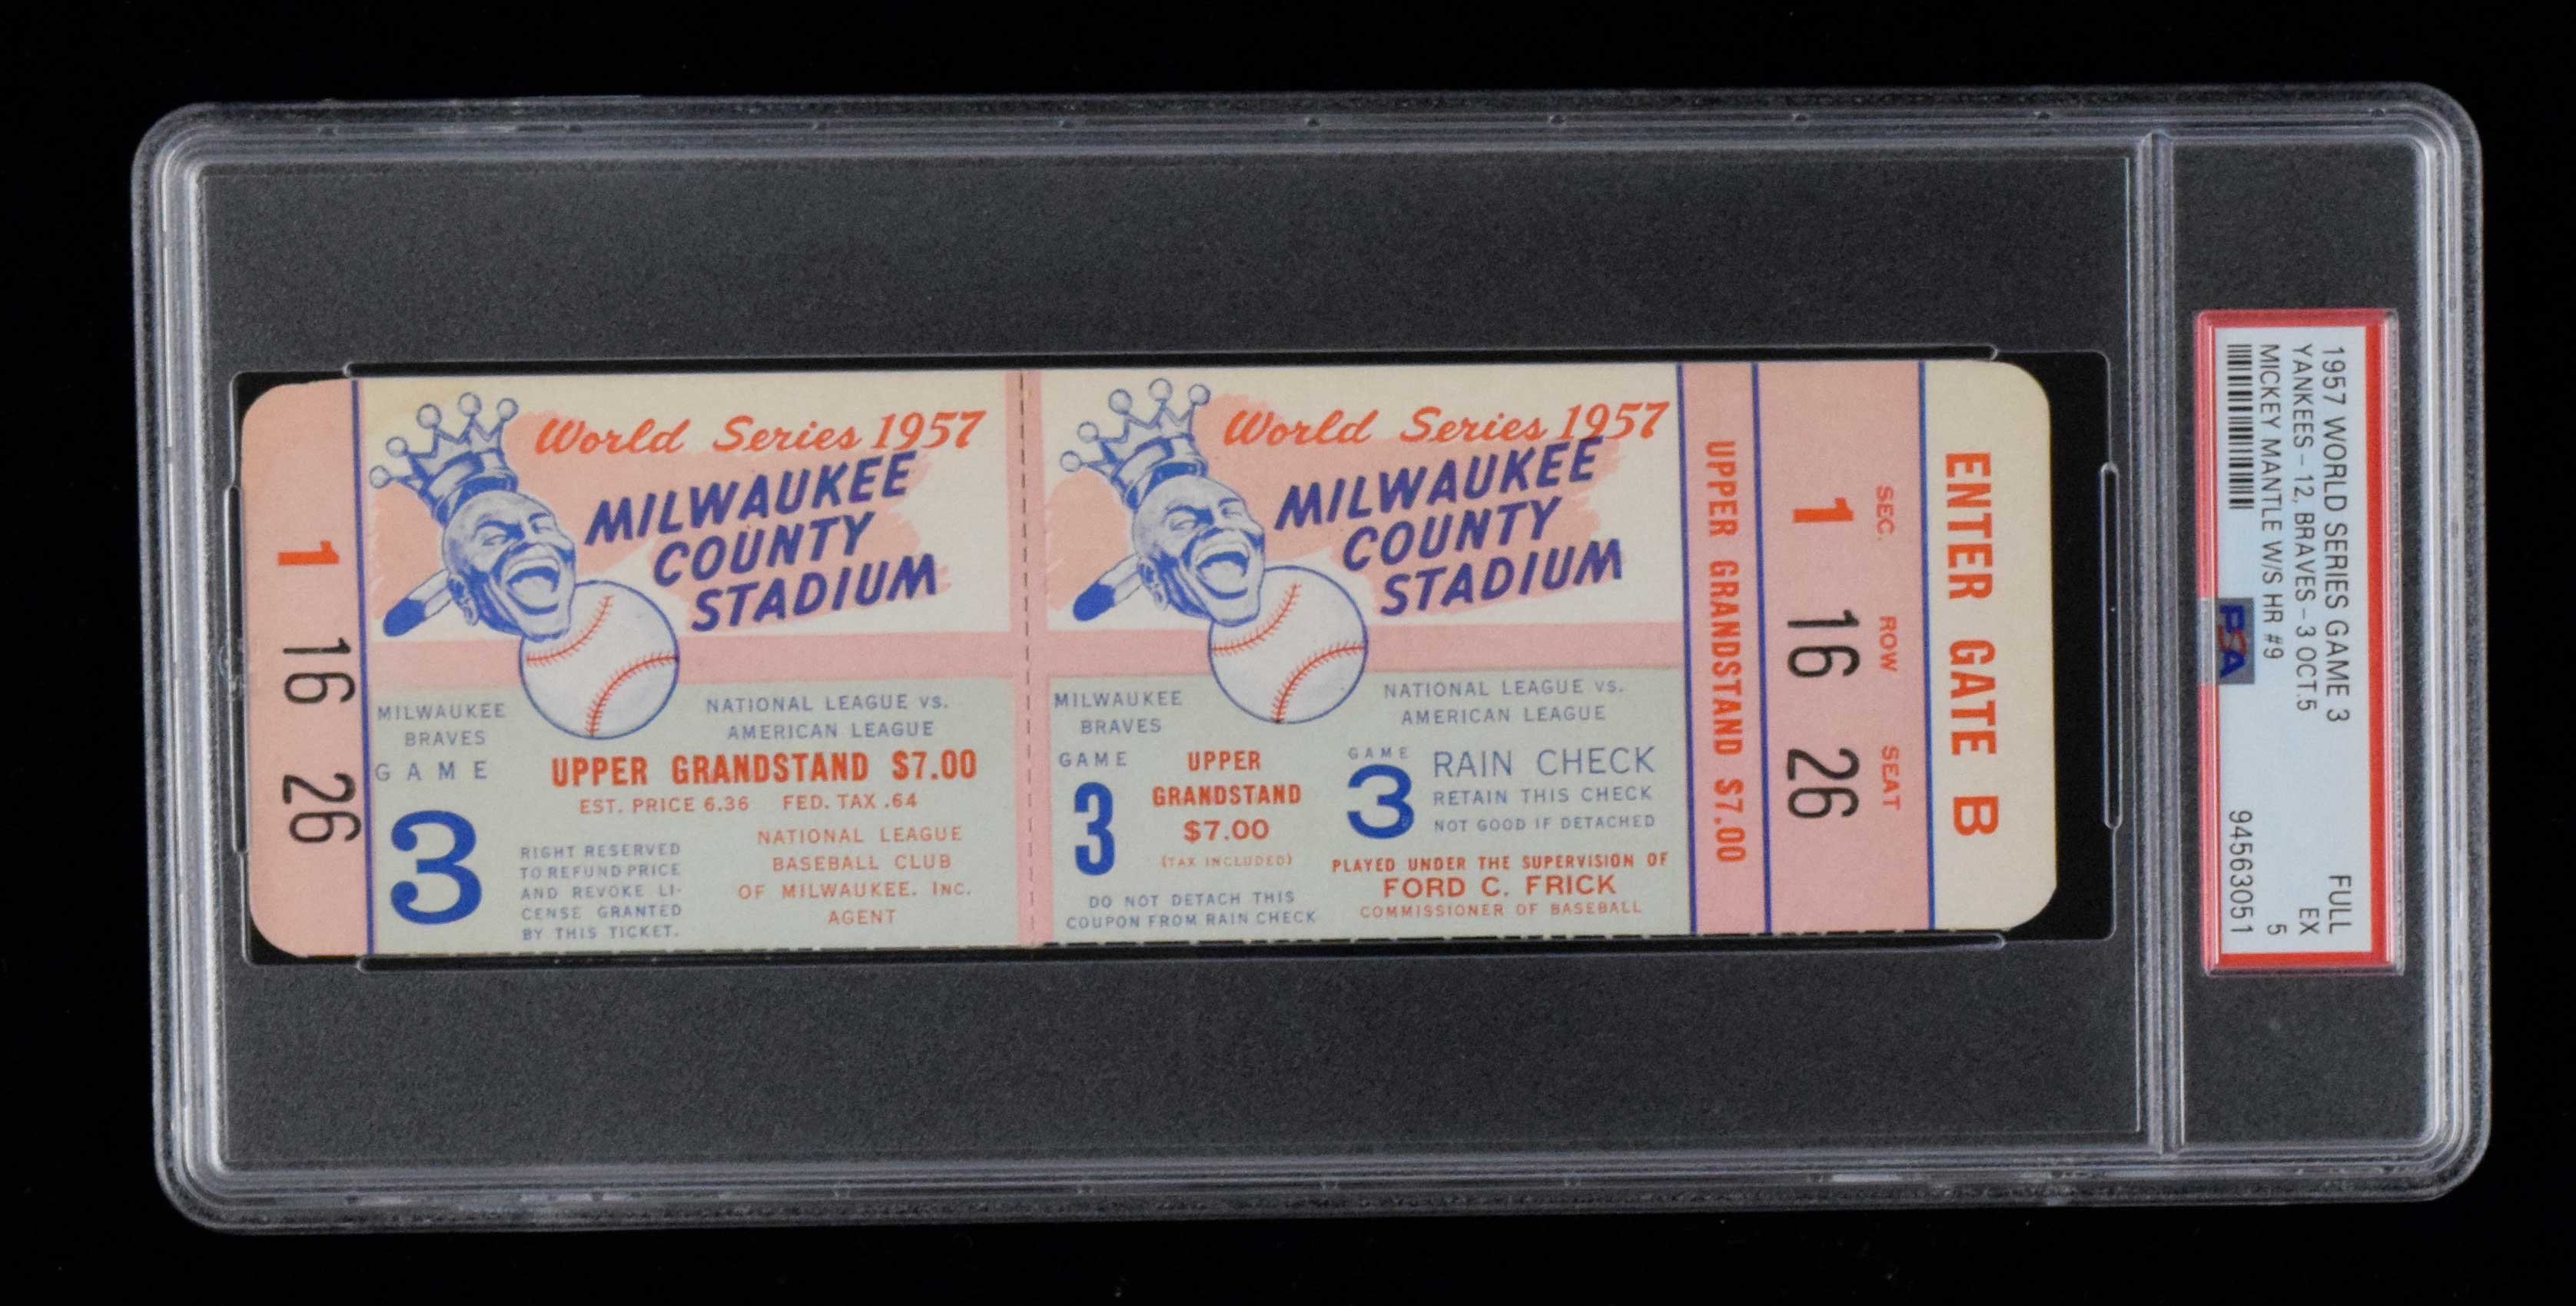 1 16 26
World Series 1957
MILWAUKEE
COUNTY
STADIUM
MILWAUKEE
BRAVES
NATIONAL LEAGUE VS.
AMERICAN LEAGUE
GAME
3
UPPER GRANDSTAND $7.00
EST. PRICE 6.36 FED. TAX .64
RIGHT RESERVED
TO REFUND PRICE
AND REVOKE LI-
CENSE GRANTED
BY THIS TICKET.
NATIONAL LEAGUE
BASEBALL CLUB
OF MILWAUKEE. INC.
AGENT
World Series 1957
MILWAUKEE
COUNTY
STADIUM
MILWAUKEE
BRAVES
NATIONAL LEAGUE VS.
AMERICAN LEAGUE
GAME
3
UPPER
GRANDSTAND
$7.00
(TAX INCLUDED)
DO NOT DETACH THIS
COUPON FROM RAIN CHECK
GAME
3
RAIN CHECK
RETAIN THIS CHECK
NOT GOOD IF DETACHED
PLAYED UNDER THE SUPERVISION OF
FORD C. FRICK
COMMISSIONER OF BASEBALL
UPPER GRANDSTAND $7.00
SEC. ROW SEAT
1 16 26
ENTER GATE B
1957 WORLD SERIES GAME 3 FULL
YANKEES - 12, BRAVES - 3 OCT.5 EX
MICKEY MANTLE W/S HR #9 5
PSA 94563051